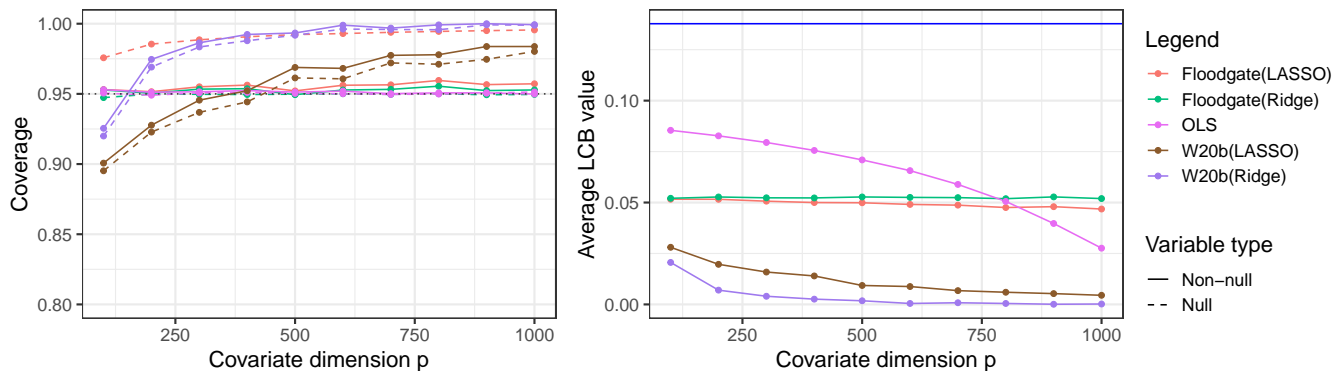 Coverage
1.00
0.95
0.90
0.85
0.80
250
500
750
1000
Covariate dimension p
Average LCB value
0.10
0.05
0.00
250
500
750
1000
Covariate dimension p
Legend
Floodgate(LASSO)
Floodgate(Ridge)
OLS
W20b(LASSO)
W20b(Ridge)
Variable type
Non−null
Null